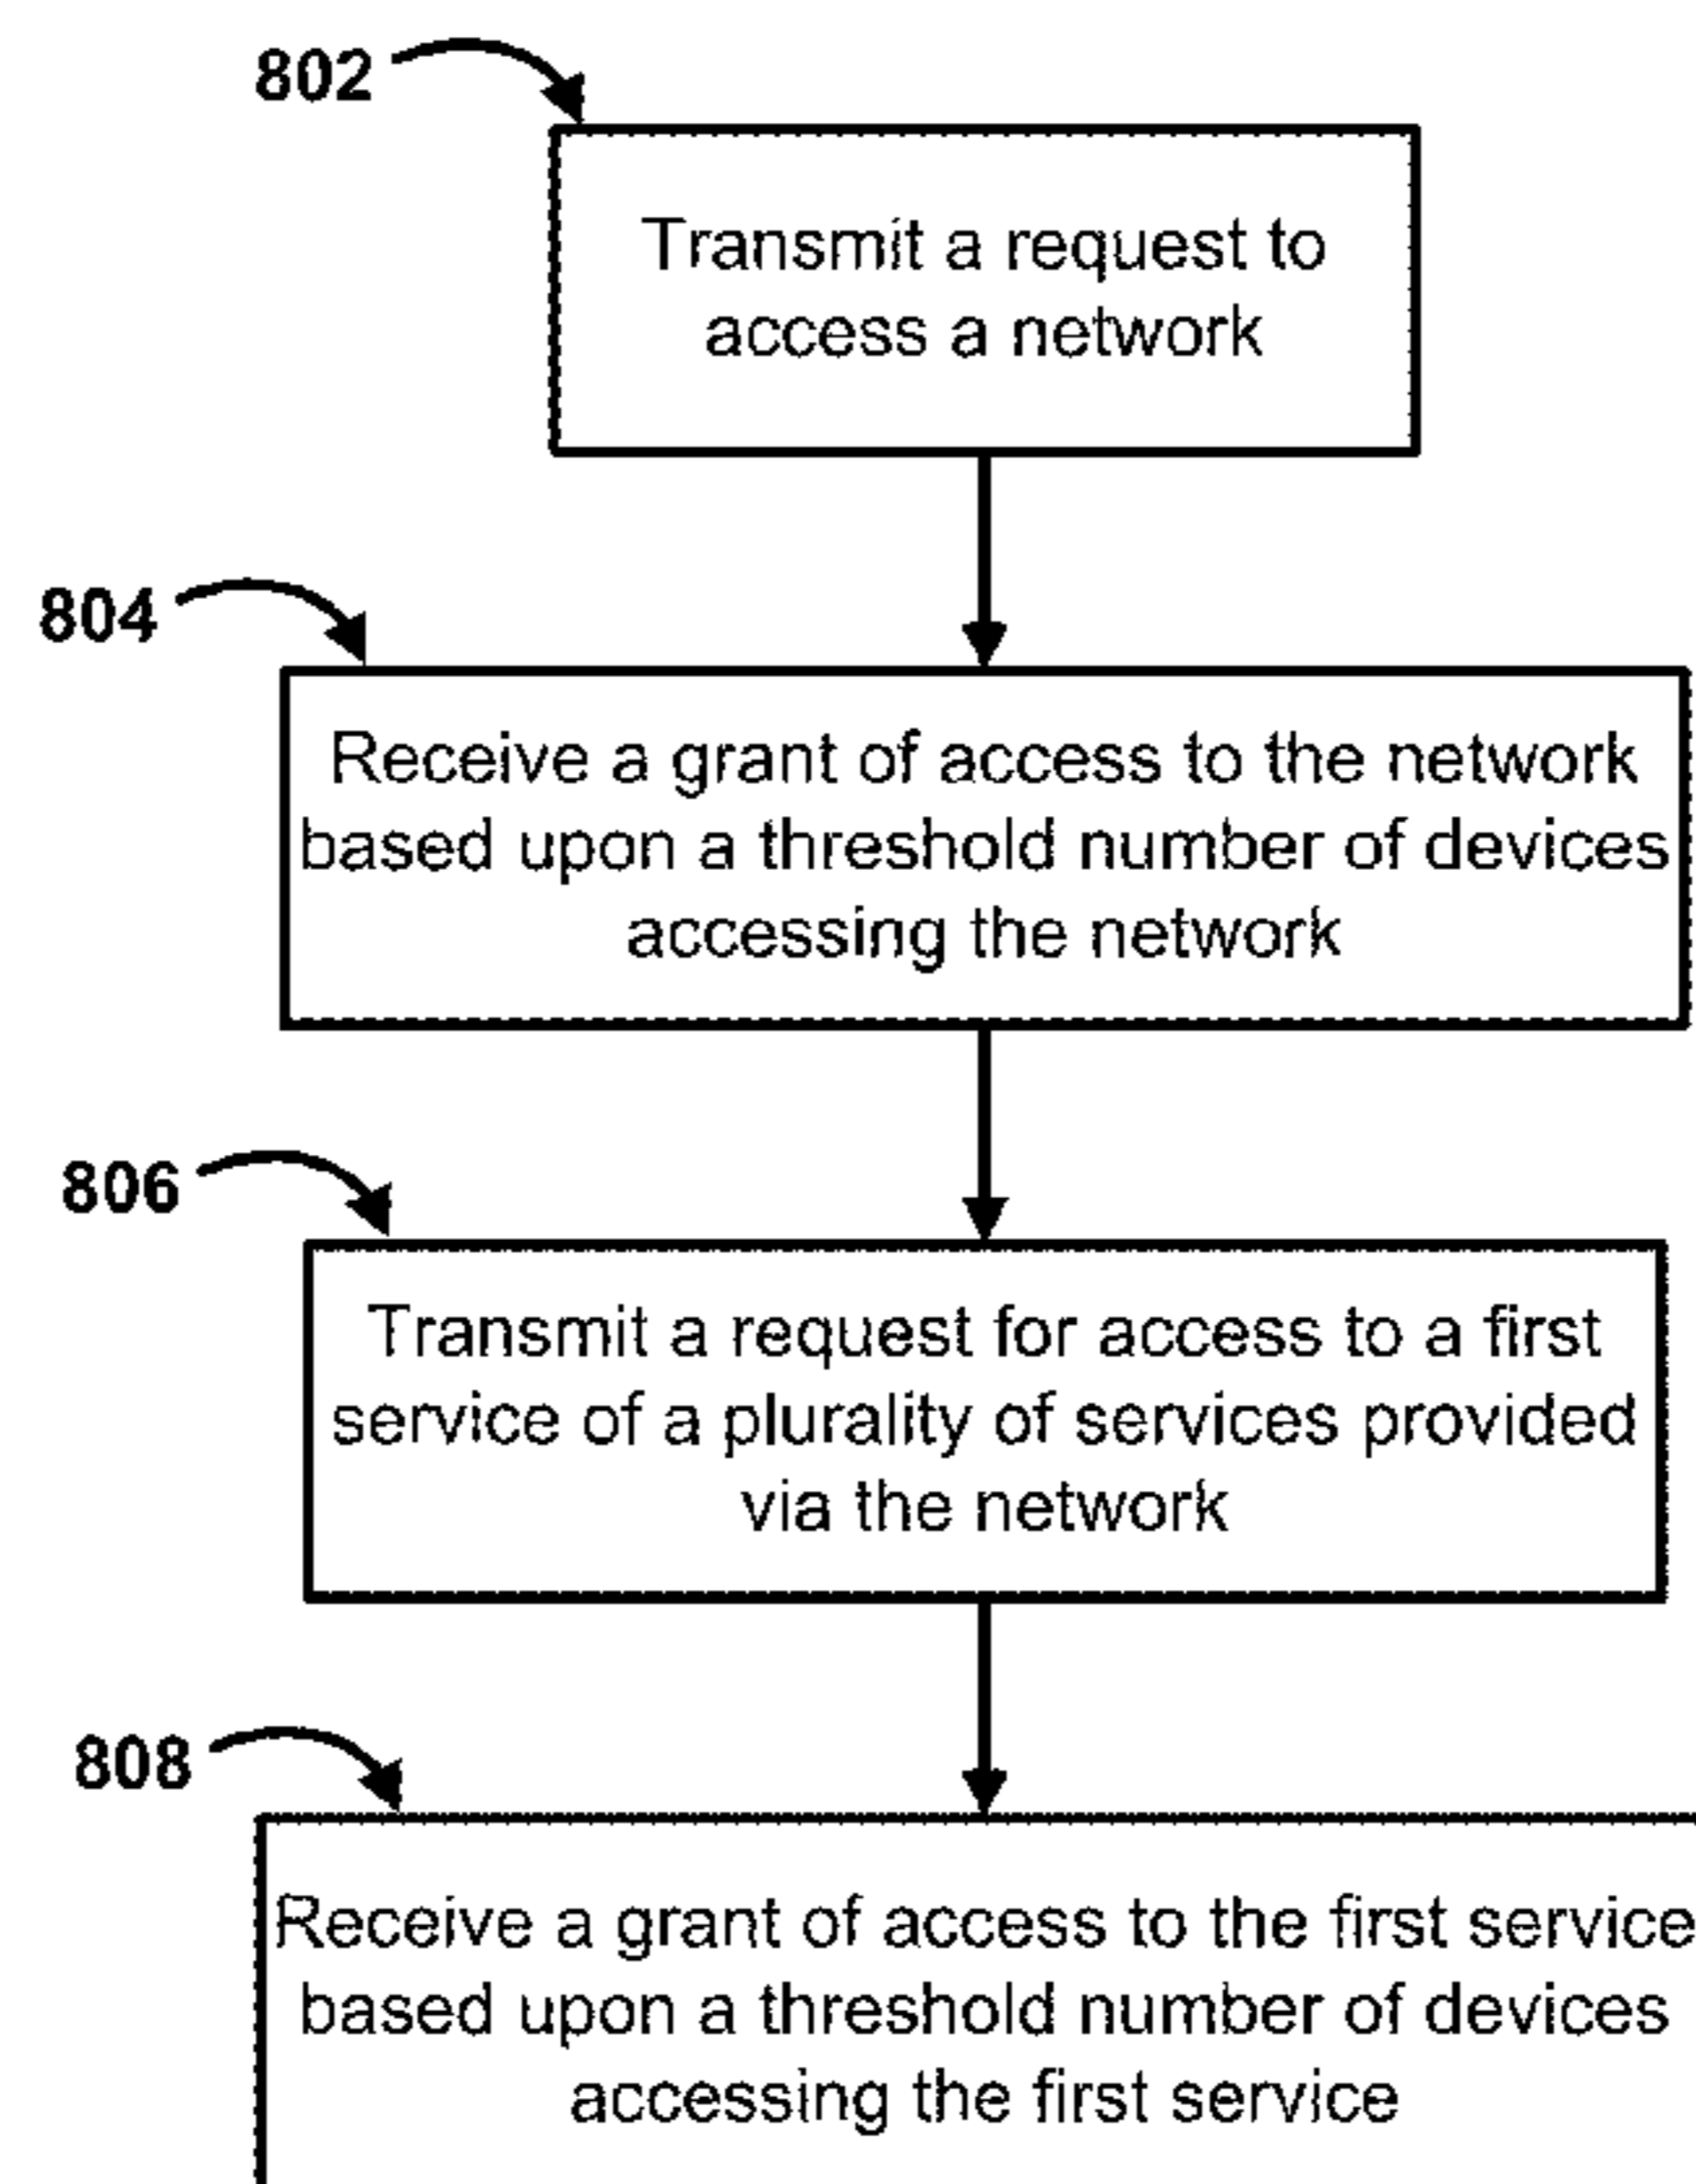 802
Transmit a request to
access a network
804
Receive a grant of access to the network
based upon a threshold number of devices
accessing the network
806
Transmit a request for access to a first
service of a plurality of services provided
via the network
808
Receive a grant of access to the first service
based upon a threshold number of devices
accessing the first service